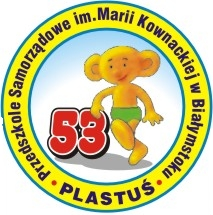 Przedszkole Samorządowe im. Marii Kownackiej w Białymstoku
53
• PLASTUŚ •